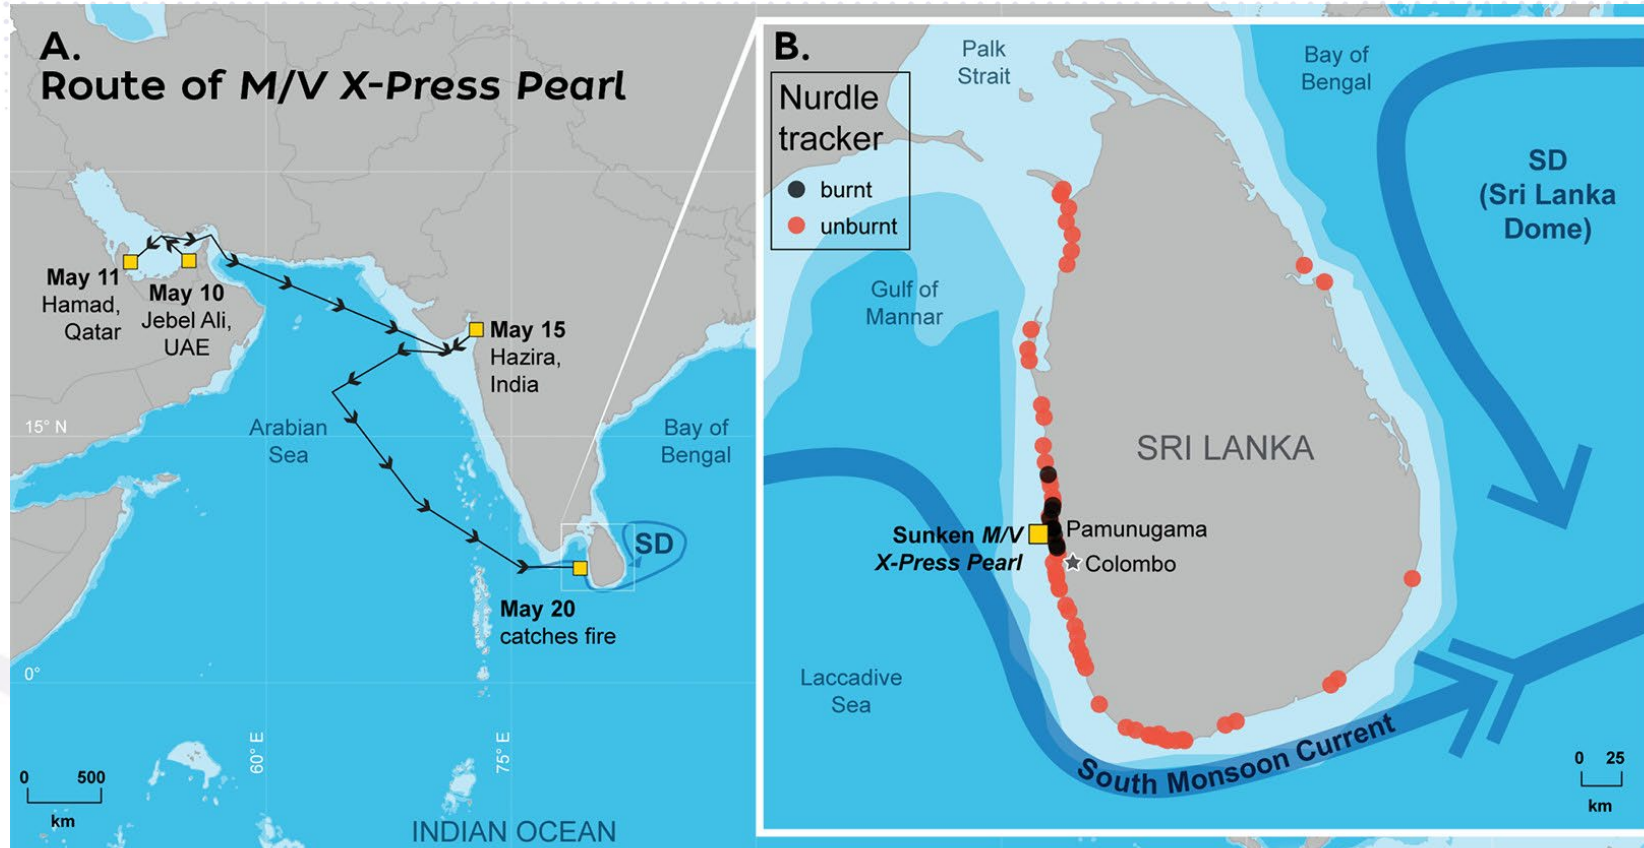 A.
Route of M/V X-Press Pearl
May 11
Hamad,
Qatar
May 10
Jebel Ali,
UAE
May 15
Hazira,
India
15° N
Arabian
Sea
Bay of
Bengal
SD
May 20
catches fire
0°
60° E
75° E
0 500
km
INDIAN OCEAN
B.
Nurdle
tracker
burnt
unburnt
Palk
Strait
Bay of
Bengal
SD
(Sri Lanka
Dome)
Gulf of
Mannar
SRI LANKA
Sunken M/V
X-Press Pearl
Pamunugama
Colombo
Laccadive
Sea
South Monsoon Current
0 25
km